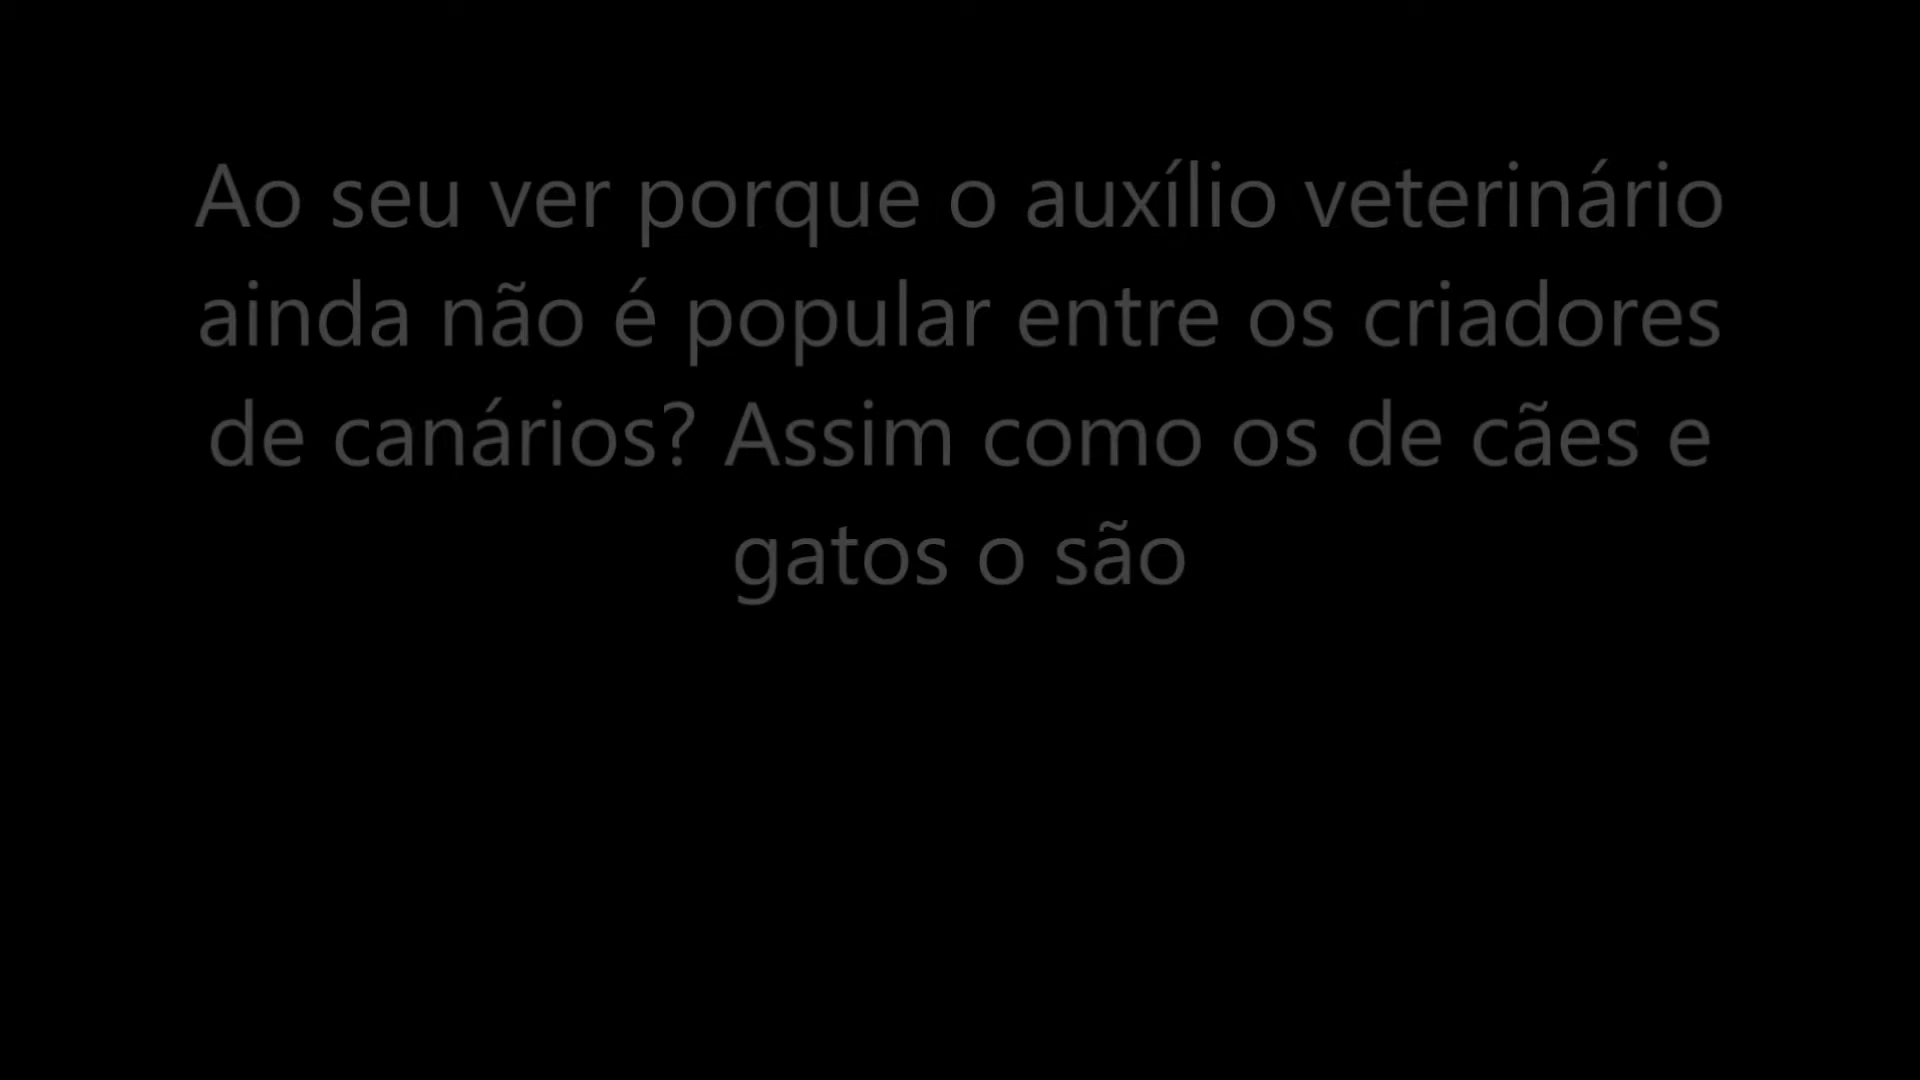 Ao seu ver porque o auxílio veterinário
ainda não é popular entre os criadores
de canários? Assim como os de cães e
gatos o são